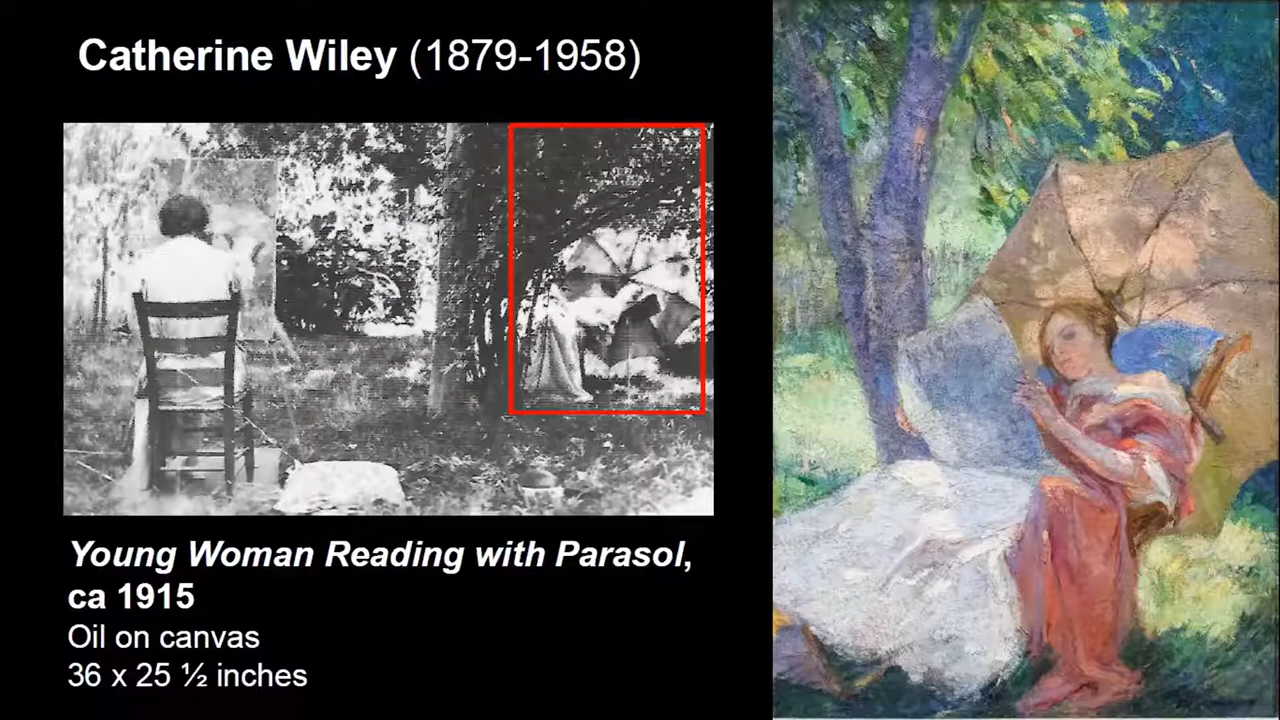 Catherine Wiley (1879-1958)
Young Woman Reading with Parasol,
ca 1915
Oil on canvas
36 x 25 ½ inches